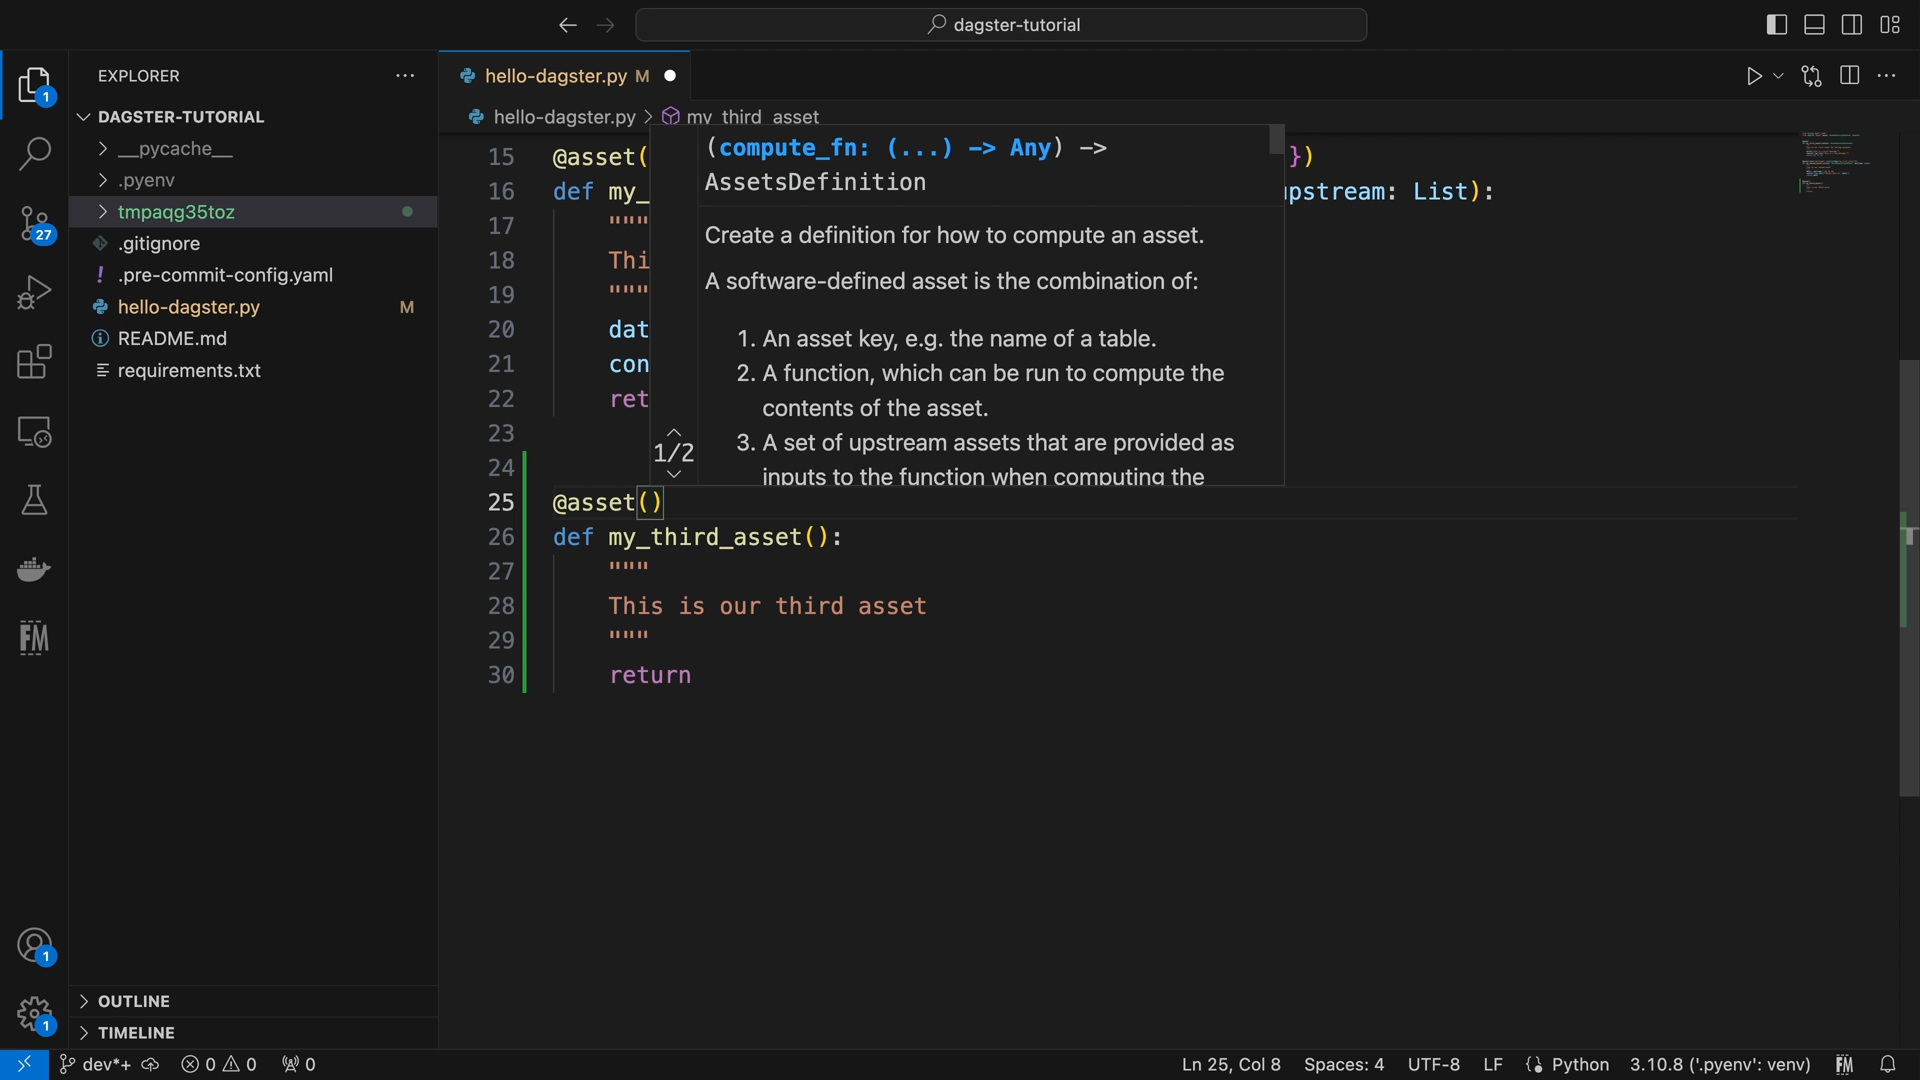 dagster-tutorial
EXPLORER
hello-dagster.py M
1
DAGSTER-TUTORIAL
hello-dagster.py > my_third_asset
__pycache__
.pyenv
tmpaqg35toz
27
.gitignore
.pre-commit-config.yaml
hello-dagster.py M
README.md
requirements.txt
(compute_fn: (...) -> Any) ->
AssetsDefinition
Create a definition for how to compute an asset.
A software-defined asset is the combination of:
1. An asset key, e.g. the name of a table.
2. A function, which can be run to compute the
contents of the asset.
3. A set of upstream assets that are provided as
inputs to the function when computing the
1/2
15 @asset( })
16 def my_ upstream: List):
17 """
18 Thi
19 """
20 dat
21 con
22 ret
23
24
25 @asset()
26 def my_third_asset():
27 """
28 This is our third asset
29 """
30 return
FM
1
1
OUTLINE
TIMELINE
dev*+ 0 0 0
Ln 25, Col 8 Spaces: 4 UTF-8 LF Python 3.10.8 ('.pyenv': venv) FM